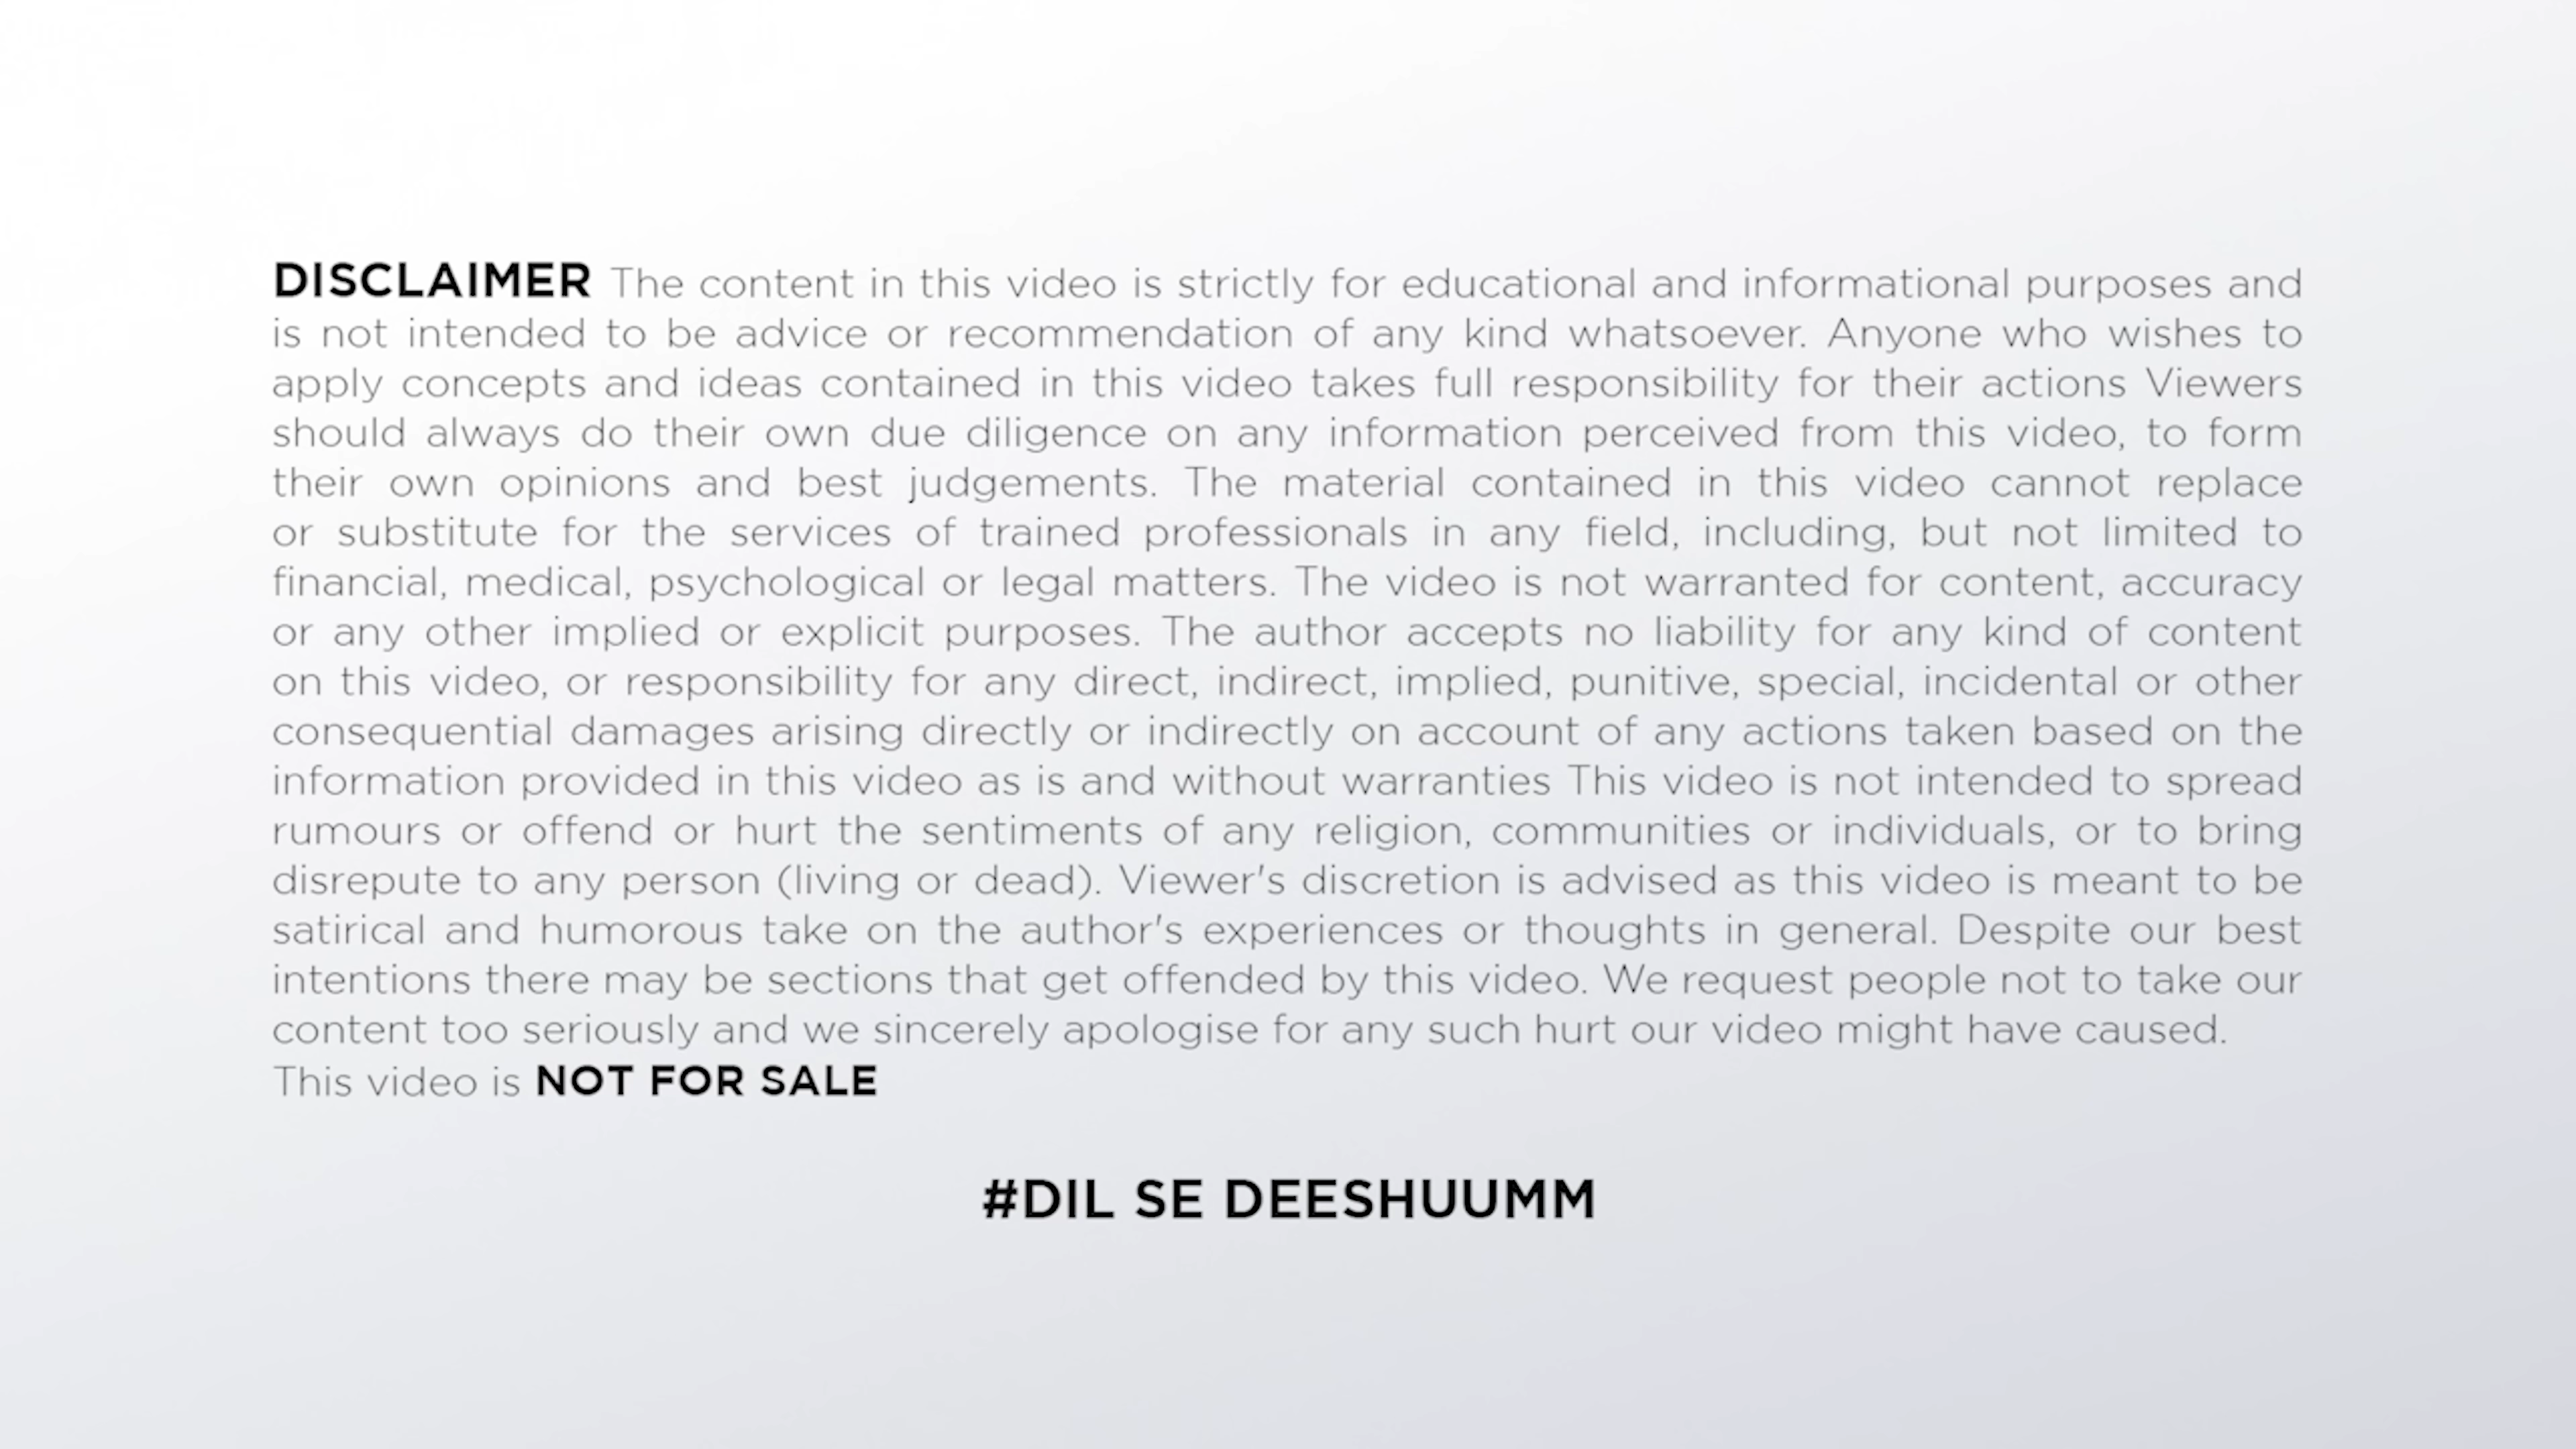 DISCLAIMER The content in this video is strictly for educational and informational purposes and
is not intended to be advice or recommendation of any kind whatsoever. Anyone who wishes to
apply concepts and ideas contained in this video takes full responsibility for their actions Viewers
should always do their own due diligence on any information perceived from this video, to form
their own opinions and best judgements. The material contained in this video cannot replace
or substitute for the services of trained professionals in any field, including, but not limited to
financial, medical, psychological or legal matters. The video is not warranted for content, accuracy
or any other implied or explicit purposes. The author accepts no liability for any kind of content
on this video, or responsibility for any direct, indirect, implied, punitive, special, incidental or other
consequential damages arising directly or indirectly on account of any actions taken based on the
information provided in this video as is and without warranties This video is not intended to spread
rumours or offend or hurt the sentiments of any religion, communities or individuals, or to bring
disrepute to any person (living or dead). Viewer's discretion is advised as this video is meant to be
satirical and humorous take on the author's experiences or thoughts in general. Despite our best
intentions there may be sections that get offended by this video. We request people not to take our
content too seriously and we sincerely apologise for any such hurt our video might have caused.
This video is NOT FOR SALE
#DIL SE DEESHUUMM